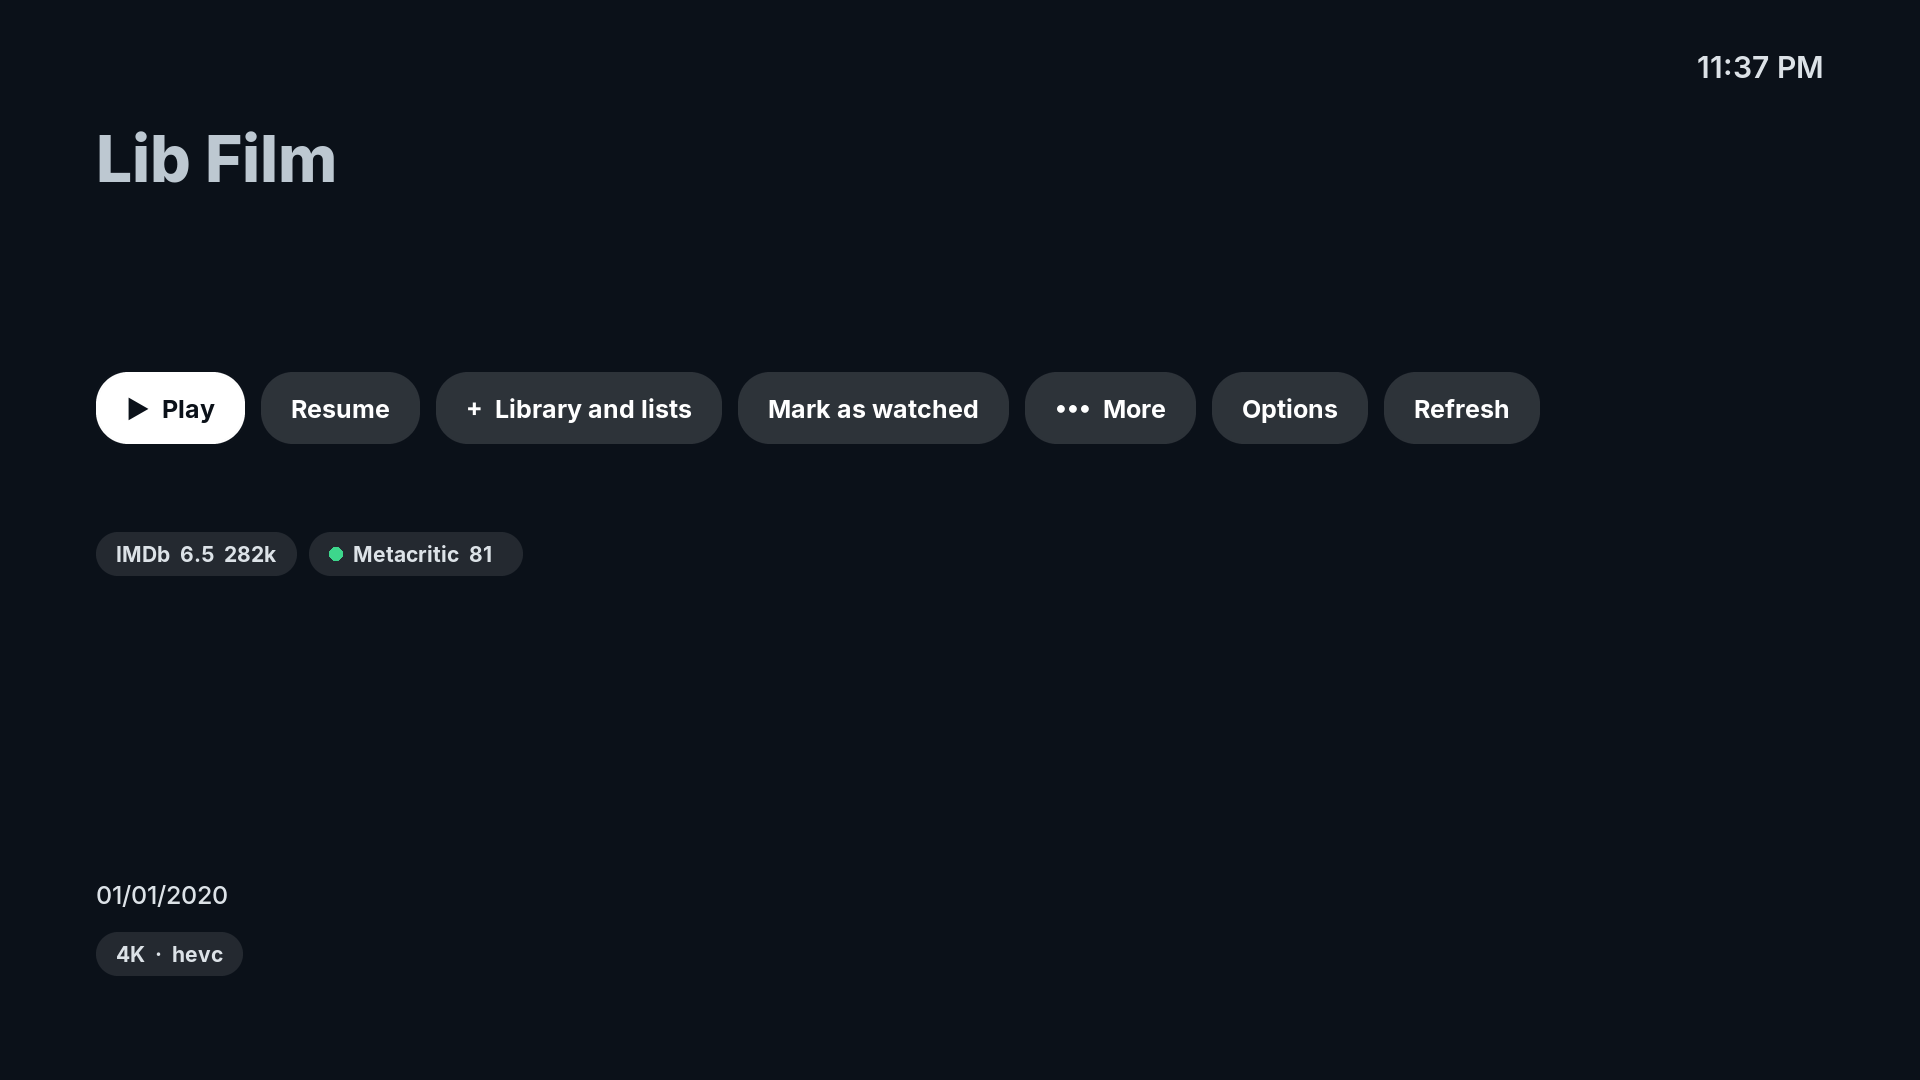 11:37 PM
Lib Film
Play
Resume
+ Library and lists
Mark as watched
••• More
Options
Refresh
IMDb 6.5 282k
Metacritic 81
01/01/2020
4K · hevc